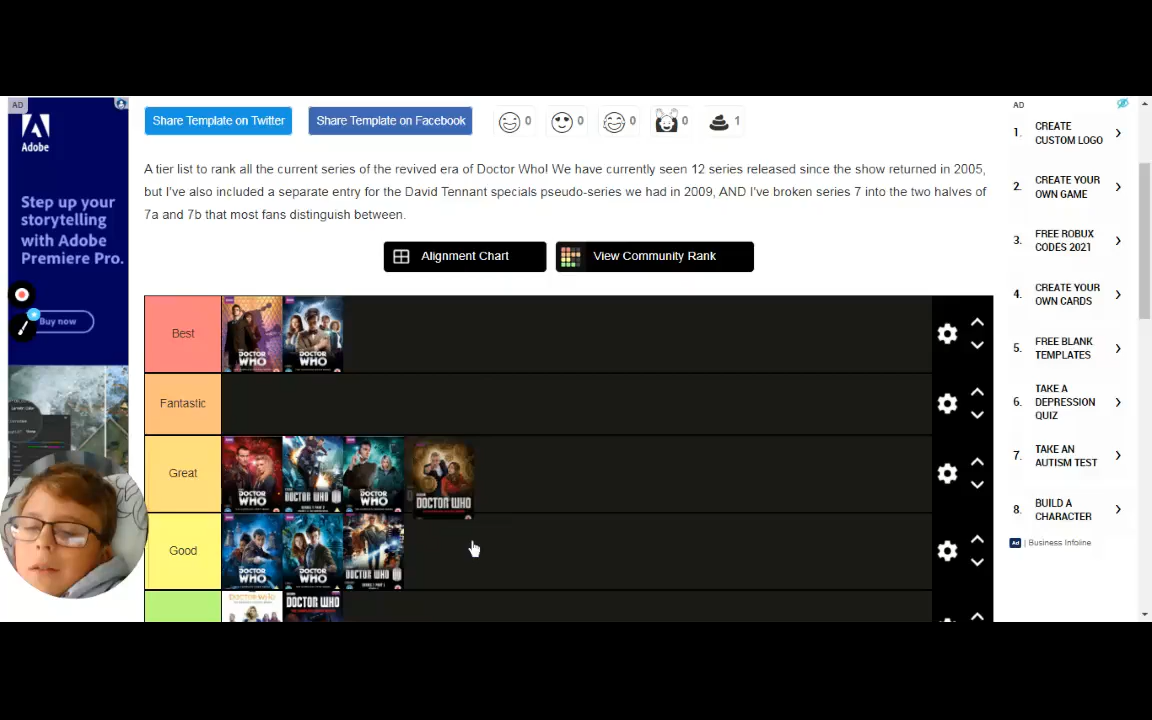 AD
Adobe
Step up your
storytelling
with Adobe
Premiere Pro.
Buy now
Share Template on Twitter
Share Template on Facebook
0
0
0
0
1
A tier list to rank all the current series of the revived era of Doctor Who! We have currently seen 12 series released since the show returned in 2005,
but I've also included a separate entry for the David Tennant specials pseudo-series we had in 2009, AND I've broken series 7 into the two halves of
7a and 7b that most fans distinguish between.
Alignment Chart
View Community Rank
Best
DOCTOR WHO
DOCTOR WHO
Fantastic
Great
DOCTOR WHO
DOCTOR WHO
DOCTOR WHO
DOCTOR WHO
Good
DOCTOR WHO
DOCTOR WHO
DOCTOR WHO
DOCTOR WHO
DOCTOR WHO
AD
1. CREATE
CUSTOM LOGO
2. CREATE YOUR
OWN GAME
3. FREE ROBUX
CODES 2021
4. CREATE YOUR
OWN CARDS
5. FREE BLANK
TEMPLATES
6. TAKE A
DEPRESSION
QUIZ
7. TAKE AN
AUTISM TEST
8. BUILD A
CHARACTER
Ad | Business Infoline